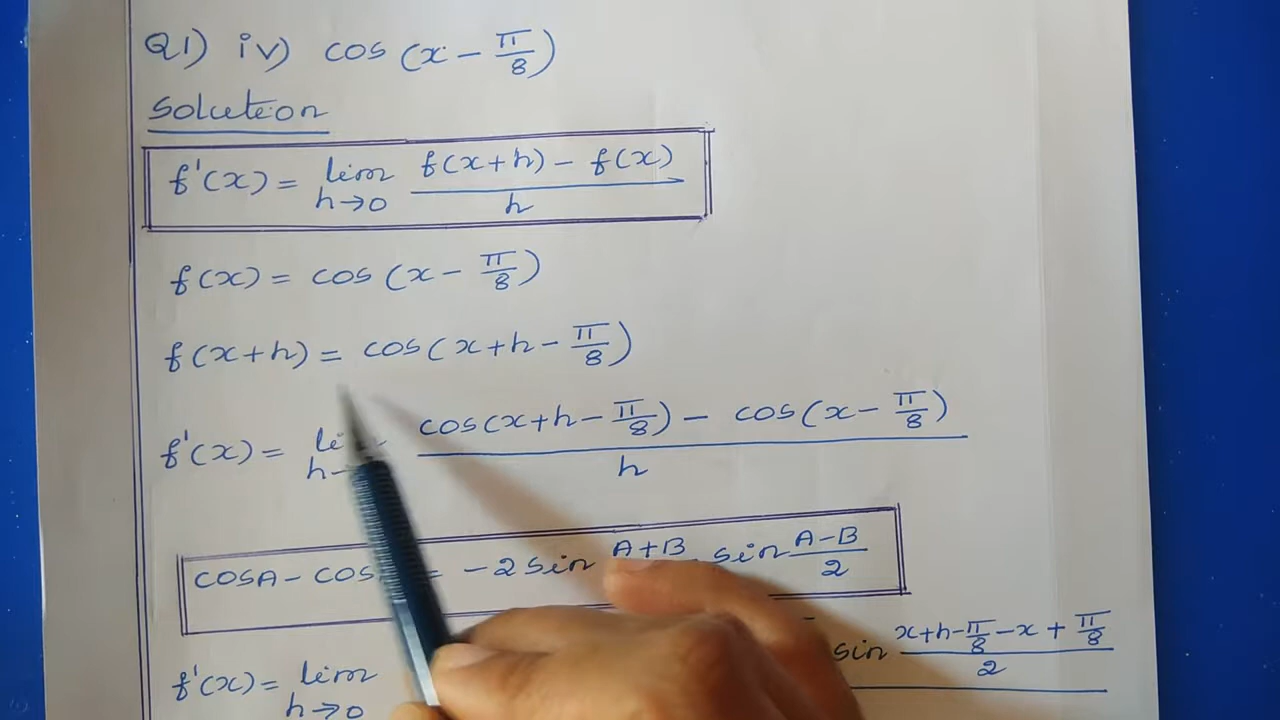 Q1) iv) cos (x - π/8)
Solution
f'(x) = lim h→0 f(x+h) - f(x) / h
f(x) = cos (x - π/8)
f(x+h) = cos (x+h - π/8)
f'(x) = cos(x+h - π/8) - cos (x - π/8) / h
cosA - cos = -2 sin A+B sin A-B / 2
f'(x) = lim h→0 sin x+h-π/8-x+π/8 / 2